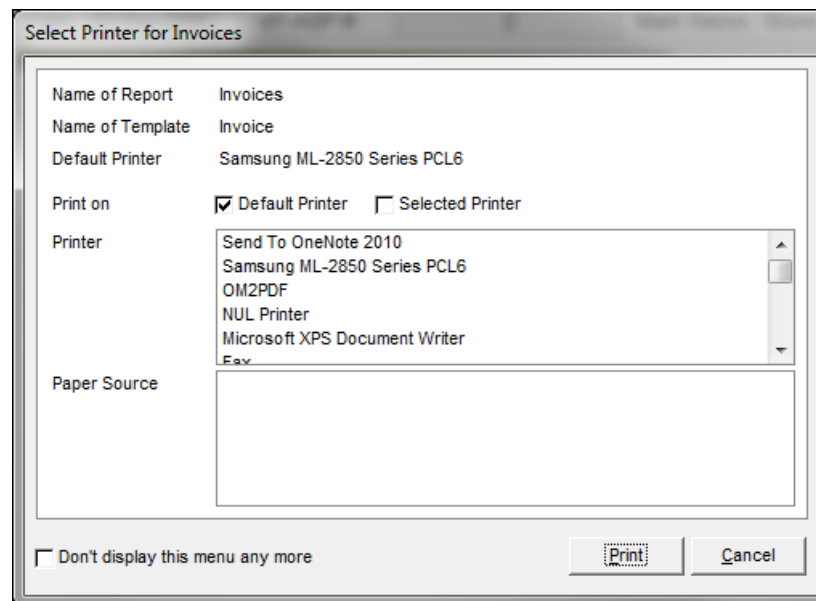 Select Printer for Invoices
Name of Report Invoices
Name of Template Invoice
Default Printer Samsung ML-2850 Series PCL6
Print on Default Printer Selected Printer
Printer Send To OneNote 2010
Samsung ML-2850 Series PCL6
OM2PDF
NUL Printer
Microsoft XPS Document Writer
Fax
Paper Source
Don't display this menu any more Print Cancel